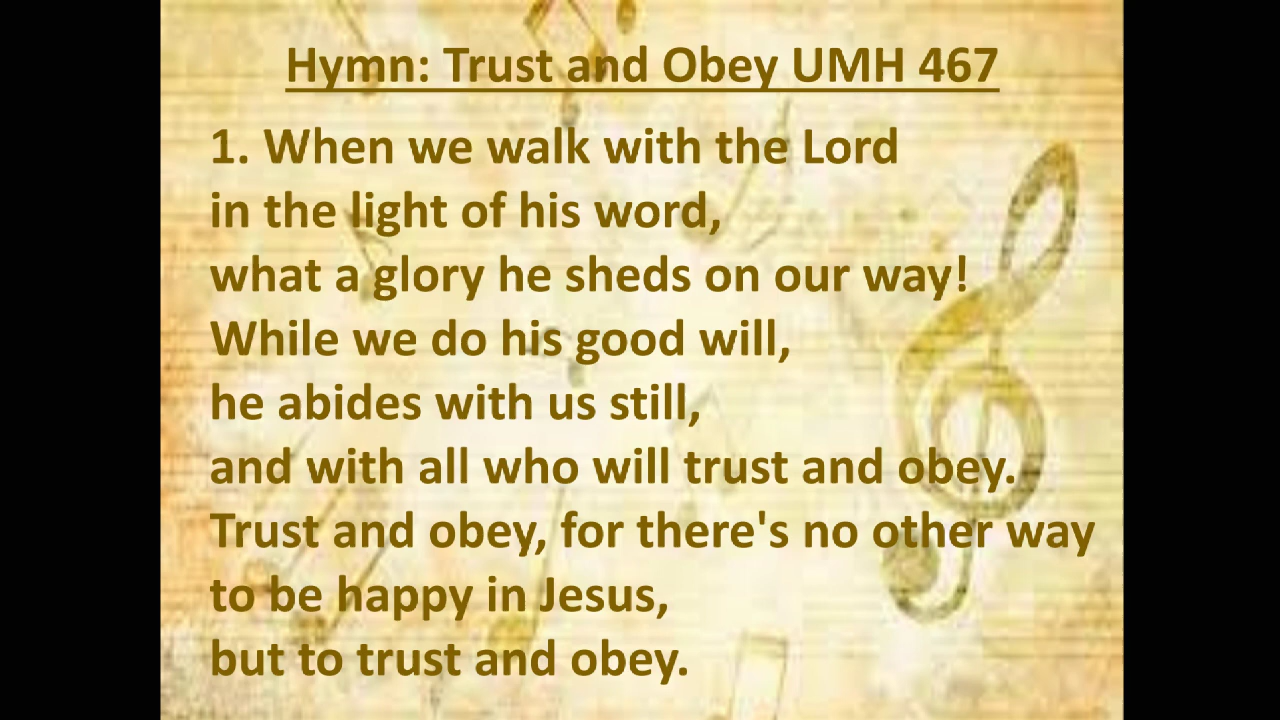 Hymn: Trust and Obey UMH 467
1. When we walk with the Lord
in the light of his word,
what a glory he sheds on our way!
While we do his good will,
he abides with us still,
and with all who will trust and obey.
Trust and obey, for there's no other way
to be happy in Jesus,
but to trust and obey.